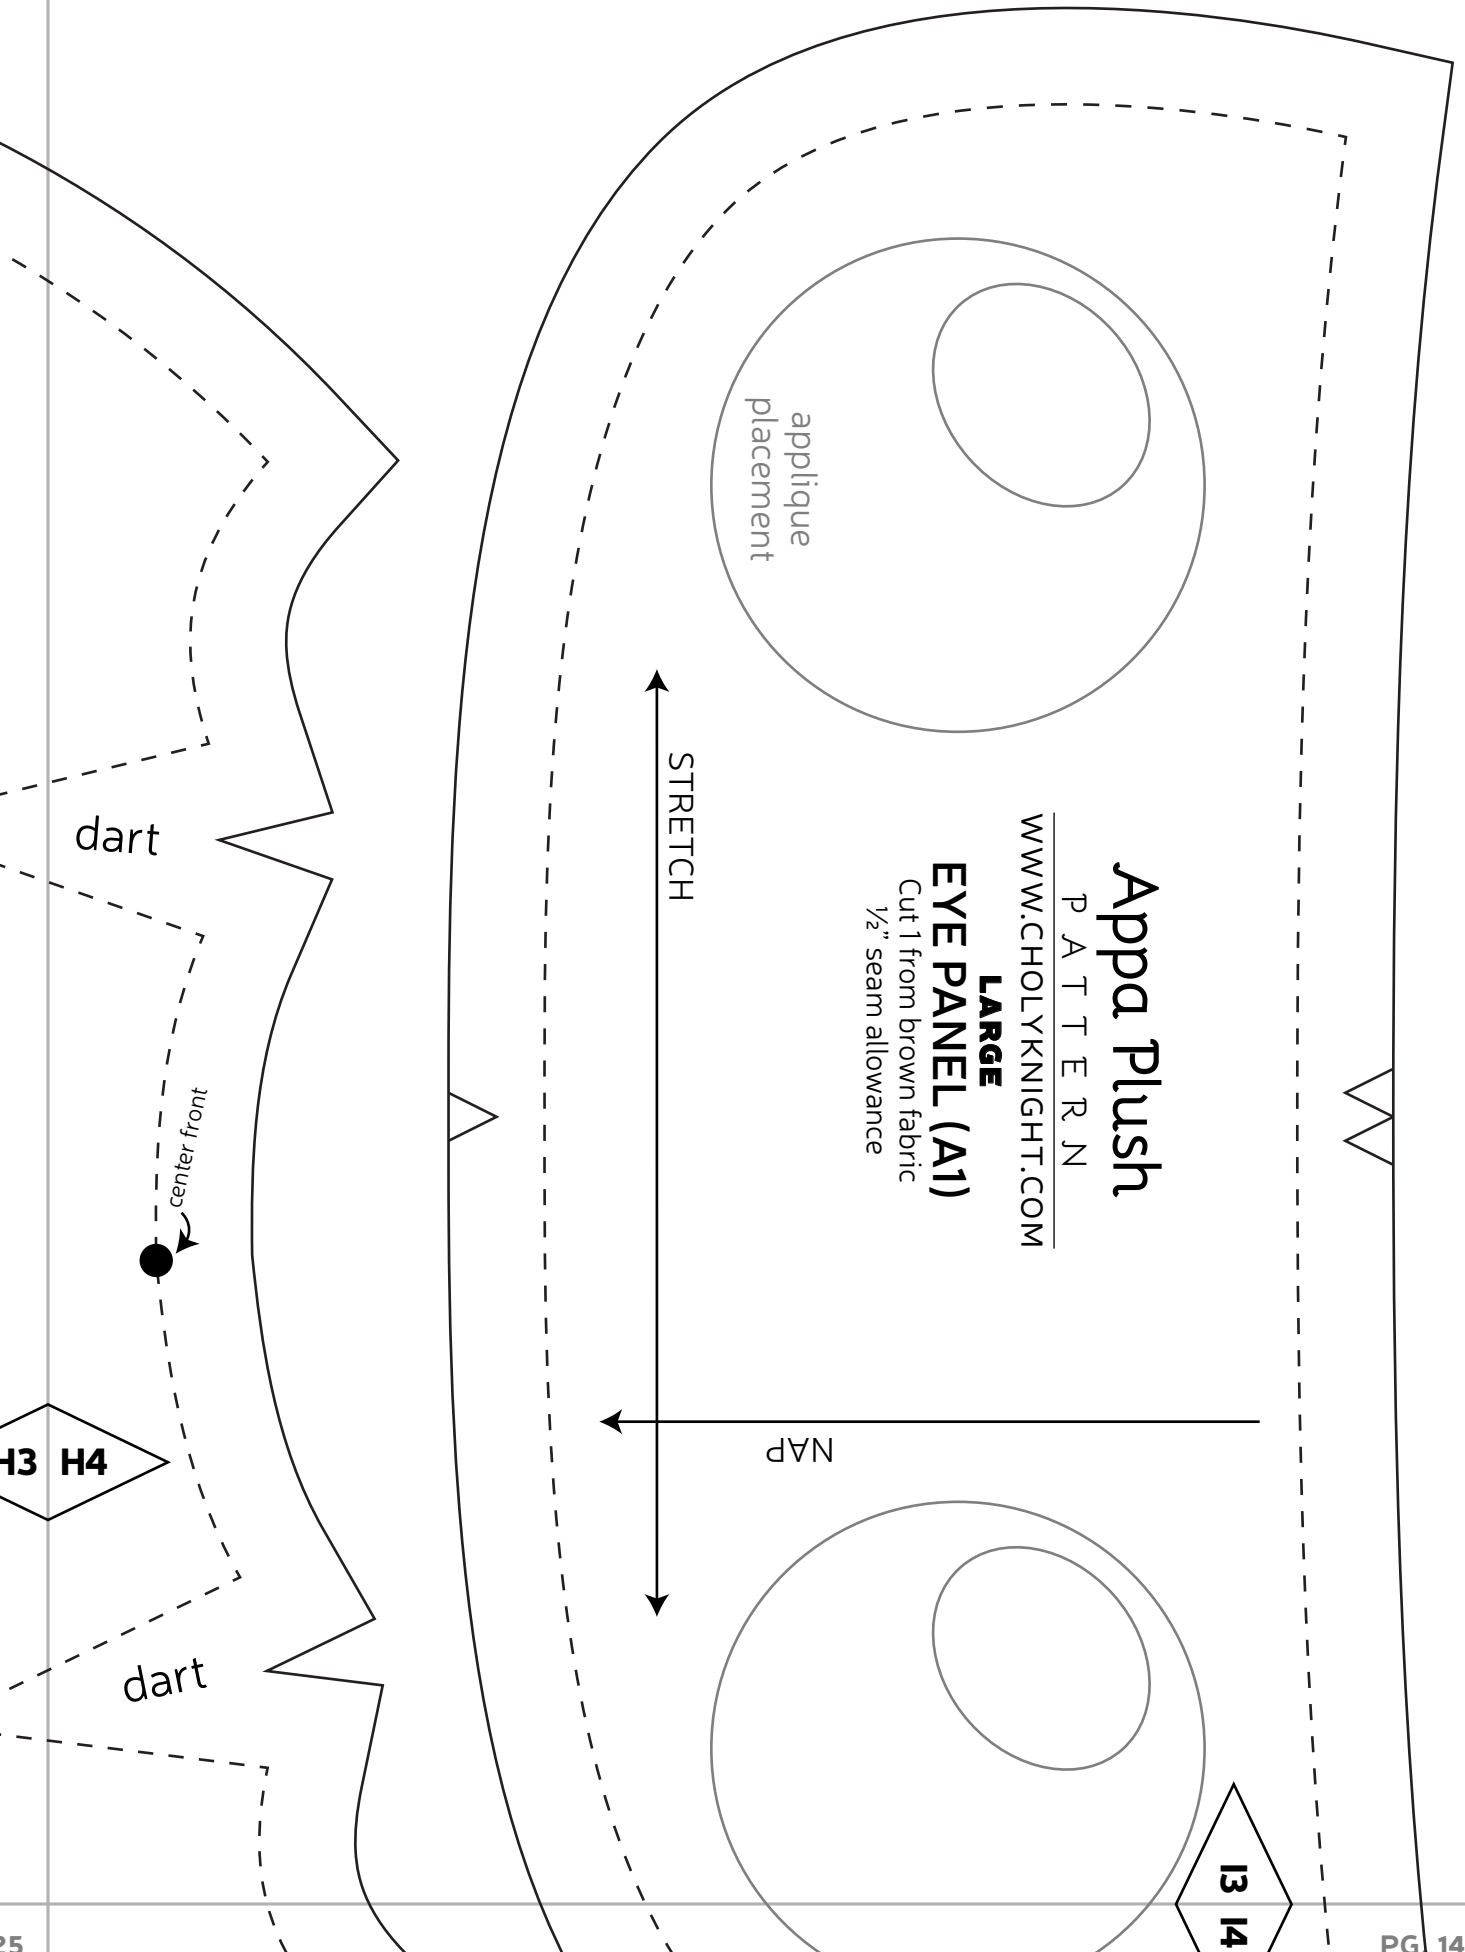 applique
placement
STRETCH
Appa Plush
PATTERN
WWW.CHOLYKNIGHT.COM
LARGE
EYE PANEL (A1)
Cut 1 from brown fabric
½” seam allowance
NAP
dart
center front
H3 H4
dart
I3 I4
25
PG 14